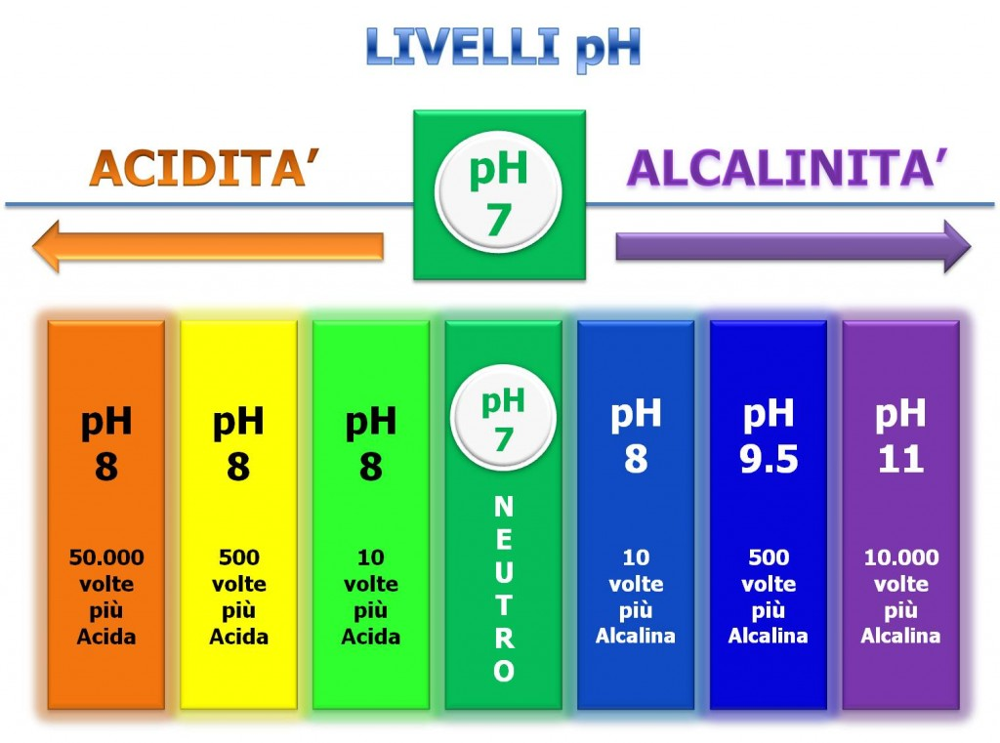 LIVELLI pH
ACIDITA’
pH
7
ALCALINITA’
pH
8
50.000
volte
più
Acida
pH
8
500
volte
più
Acida
pH
8
10
volte
più
Acida
pH
7
N
E
U
T
R
O
pH
8
10
volte
più
Alcalina
pH
9.5
500
volte
più
Alcalina
pH
11
10.000
volte
più
Alcalina